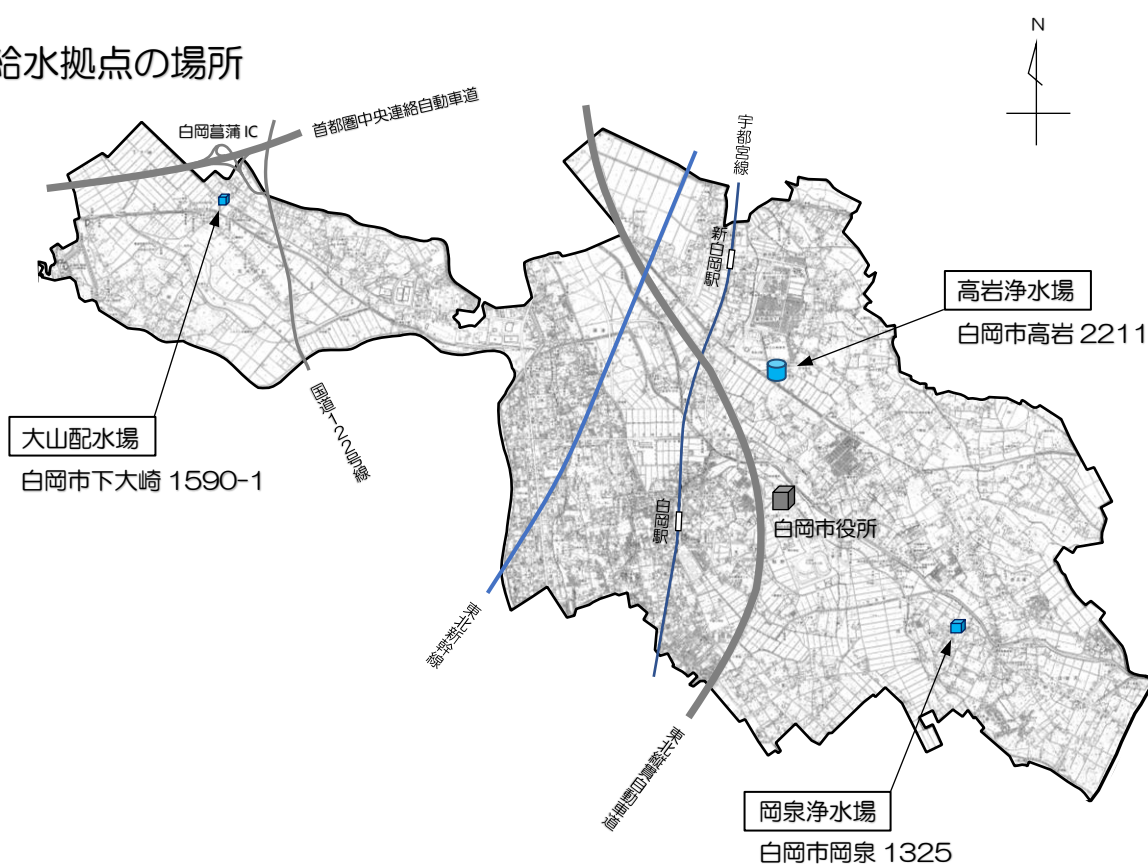 給水拠点の場所
N
首都圏中央連絡自動車道
白岡菖蒲 IC
宇都宮線
新白岡駅
高岩浄水場
白岡市高岩 2211
大山配水場
白岡市下大崎 1590-1
国道122号線
白岡駅
白岡市役所
東北新幹線
東北縦貫自動車道
岡泉浄水場
白岡市岡泉 1325